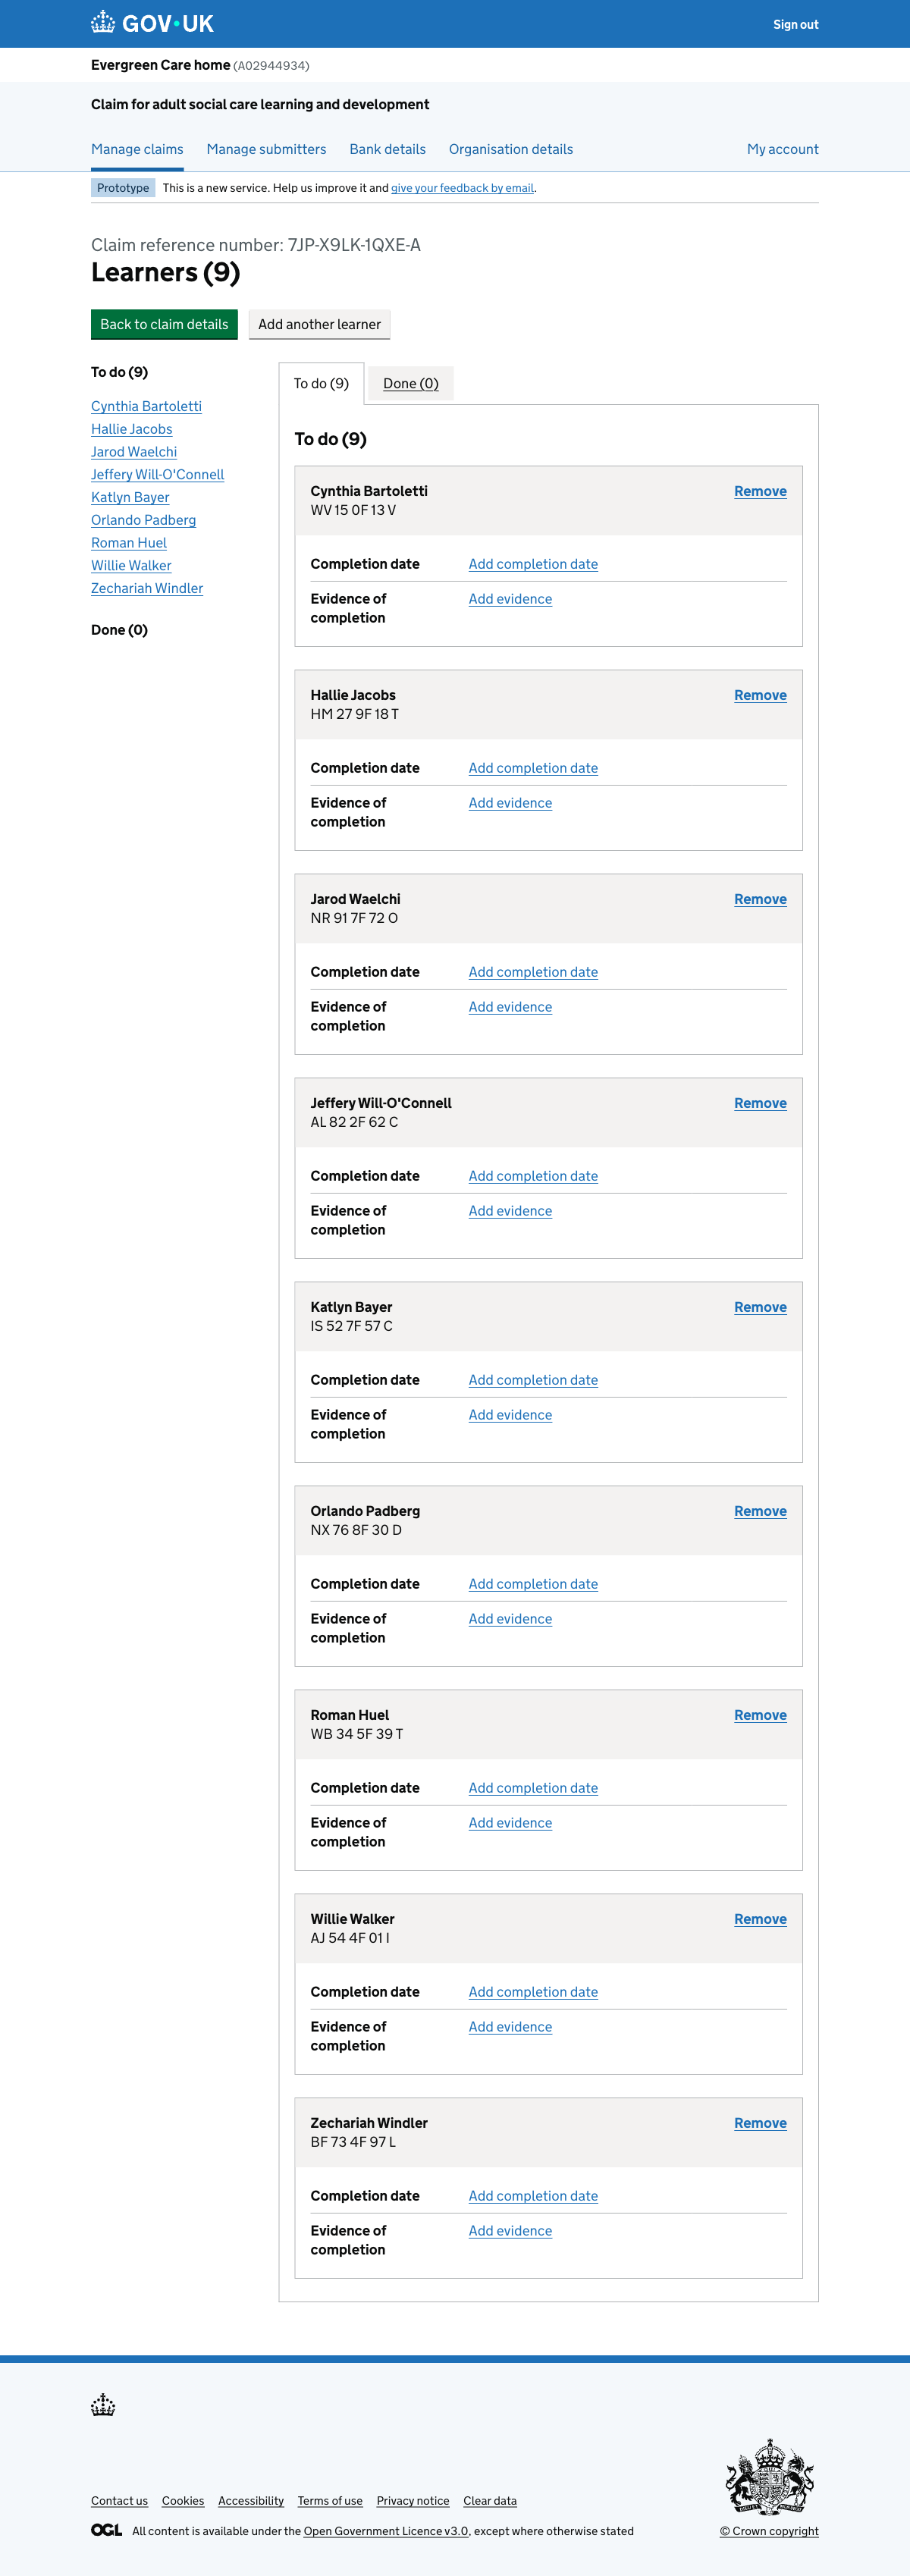 GOV·UK
Sign out
Evergreen Care home (A02944934)
Claim for adult social care learning and development
Manage claims Manage submitters Bank details Organisation details My account
Prototype This is a new service. Help us improve it and give your feedback by email.
Claim reference number: 7JP-X9LK-1QXE-A
Learners (9)
Back to claim details Add another learner
To do (9)
Cynthia Bartoletti
Hallie Jacobs
Jarod Waelchi
Jeffery Will-O'Connell
Katlyn Bayer
Orlando Padberg
Roman Huel
Willie Walker
Zechariah Windler
Done (0)
To do (9) Done (0)
To do (9)
Cynthia Bartoletti Remove
WV 15 0F 13 V
Completion date Add completion date
Evidence of Add evidence
completion
Hallie Jacobs Remove
HM 27 9F 18 T
Completion date Add completion date
Evidence of Add evidence
completion
Jarod Waelchi Remove
NR 91 7F 72 O
Completion date Add completion date
Evidence of Add evidence
completion
Jeffery Will-O'Connell Remove
AL 82 2F 62 C
Completion date Add completion date
Evidence of Add evidence
completion
Katlyn Bayer Remove
IS 52 7F 57 C
Completion date Add completion date
Evidence of Add evidence
completion
Orlando Padberg Remove
NX 76 8F 30 D
Completion date Add completion date
Evidence of Add evidence
completion
Roman Huel Remove
WB 34 5F 39 T
Completion date Add completion date
Evidence of Add evidence
completion
Willie Walker Remove
AJ 54 4F 01 I
Completion date Add completion date
Evidence of Add evidence
completion
Zechariah Windler Remove
BF 73 4F 97 L
Completion date Add completion date
Evidence of Add evidence
completion
Contact us Cookies Accessibility Terms of use Privacy notice Clear data
OGL All content is available under the Open Government Licence v3.0, except where otherwise stated
© Crown copyright